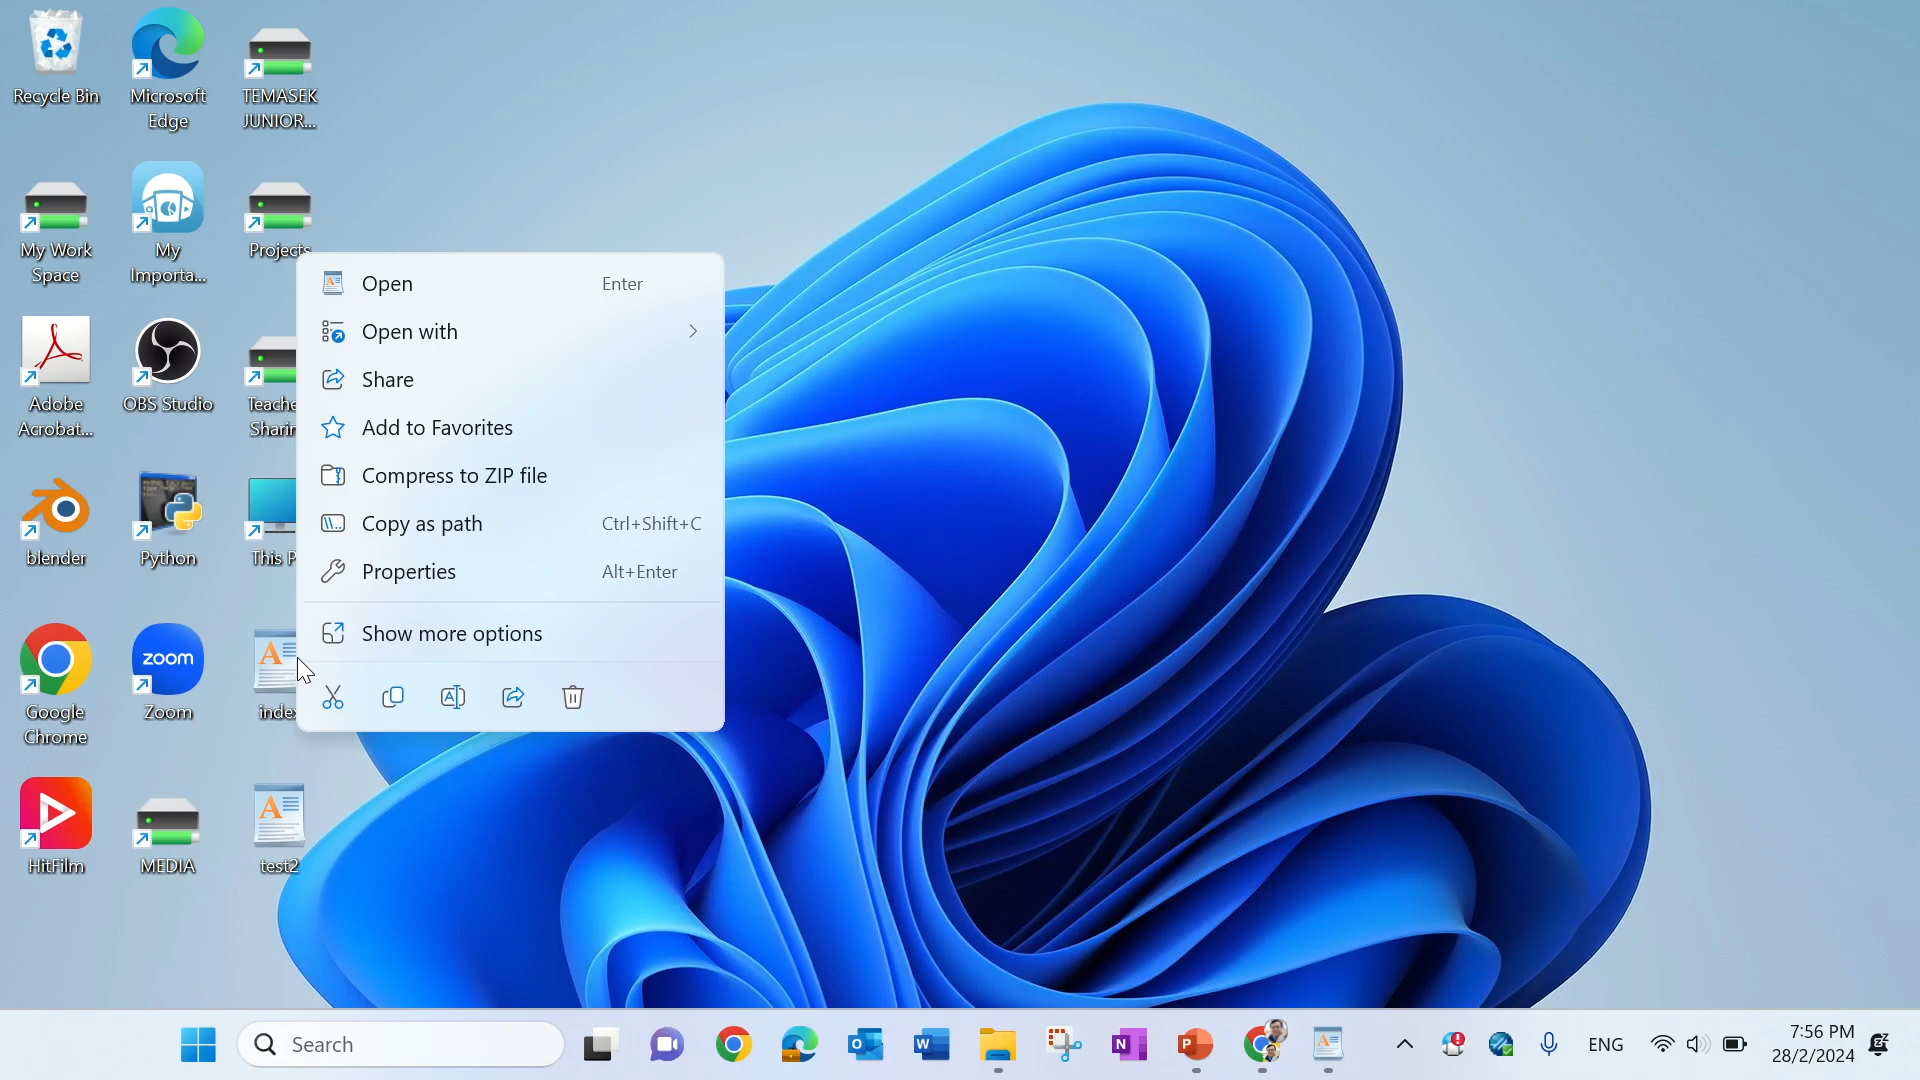 Recycle Bin
Microsoft
Edge
TEMASEK
JUNIOR...
My Work
Space
My
Importa...
Projects
Adobe
Acrobat...
OBS Studio
Teache
Sharin
blender
Python
This P
Google
Chrome
zoom
Zoom
index
HitFilm
MEDIA
test2
Open Enter
Open with
Share
Add to Favorites
Compress to ZIP file
Copy as path Ctrl+Shift+C
Properties Alt+Enter
Show more options
Search
ENG
7:56 PM
28/2/2024